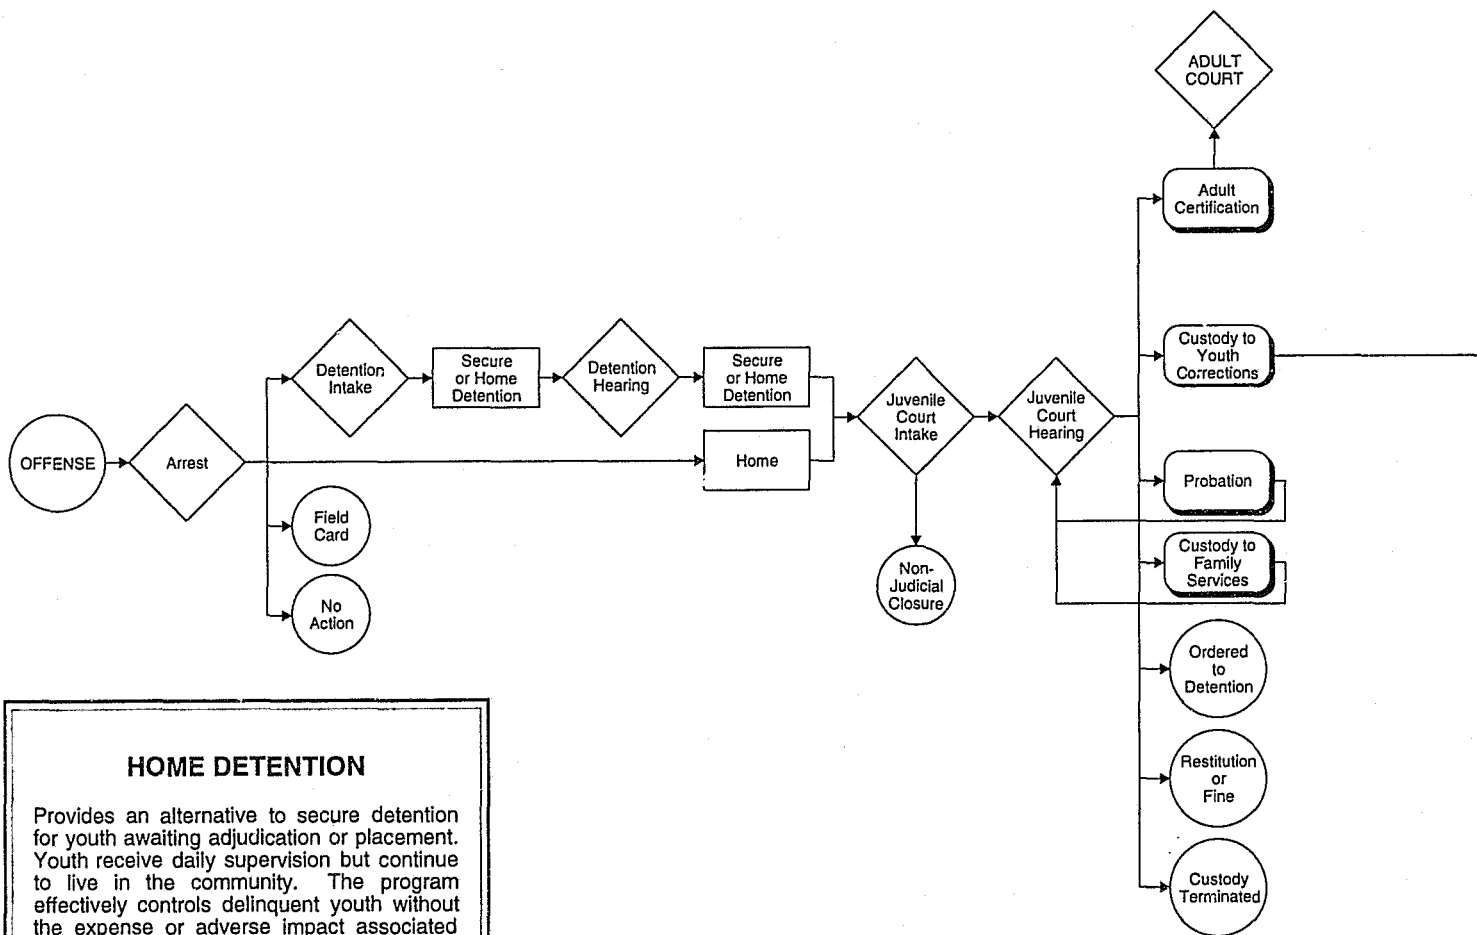 ADULT
COURT
Adult
Certification
Custody to
Youth
Corrections
Detention
Intake
Secure
or Home
Detention
Detention
Hearing
Secure
or Home
Detention
Juvenile
Court
Intake
Juvenile
Court
Hearing
OFFENSE
Arrest
Home
Probation
Field
Card
Custody to
Family
Services
Non-
Judicial
Closure
No
Action
Ordered
to
Detention
Restitution
or
Fine
Custody
Terminated
HOME DETENTION
Provides an alternative to secure detention
for youth awaiting adjudication or placement.
Youth receive daily supervision but continue
to live in the community. The program
effectively controls delinquent youth without
the expense or adverse impact associated